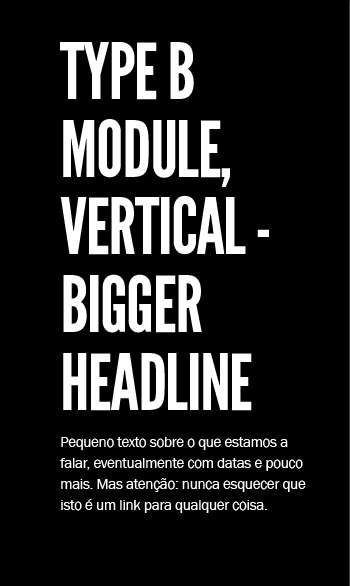 TYPE B
MODULE,
VERTICAL -
BIGGER
HEADLINE
Pequeno texto sobre o que estamos a
falar, eventualmente com datas e pouco
mais. Mas atenção: nunca esquecer que
isto é um link para qualquer coisa.